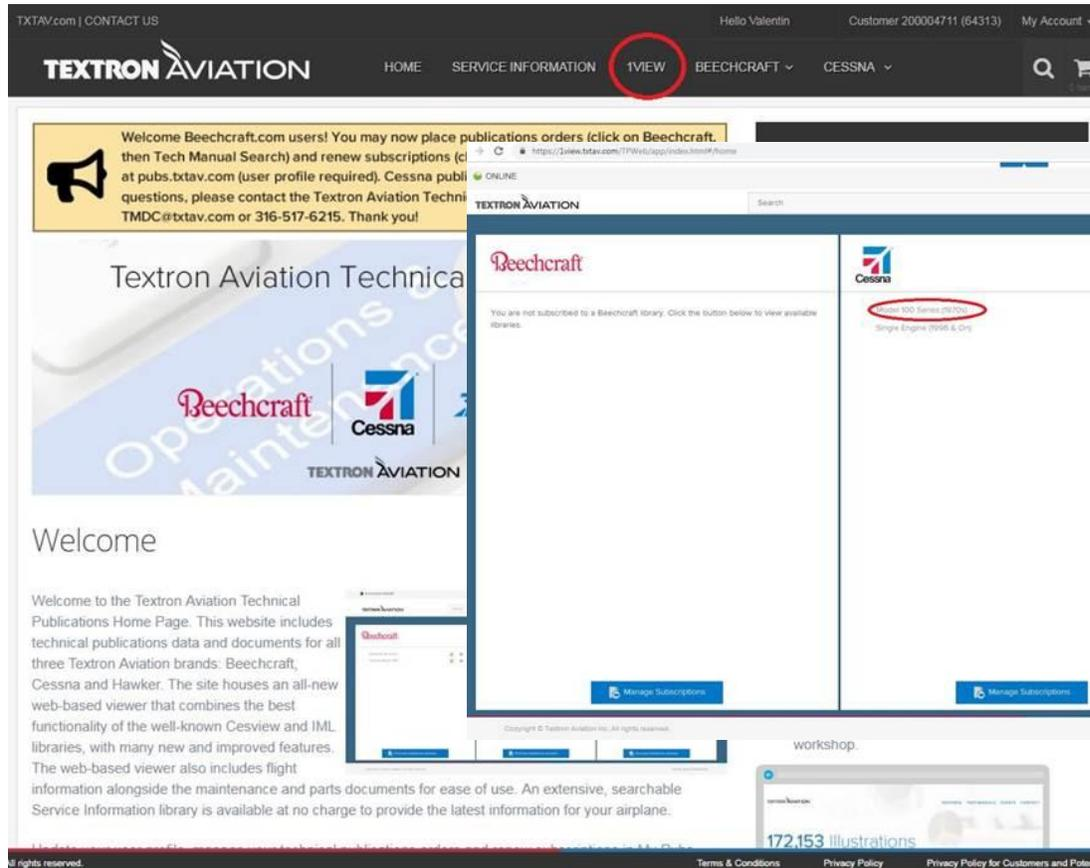 TXTAV.com | CONTACT US
Hello Valentin
Customer 200004711 (64313)
My Account
TEXTRON AVIATION
HOME
SERVICE INFORMATION
1VIEW
BEECHCRAFT
CESSNA
Welcome Beechcraft.com users! You may now place publications orders (click on Beechcraft,
then Tech Manual Search) and renew subscriptions (cl
at pubs.txtav.com (user profile required). Cessna publi
questions, please contact the Textron Aviation Techni
TMDC@txtav.com or 316-517-6215. Thank you!
Textron Aviation Technica
Operations
Maintenance
Beechcraft
Cessna
TEXTRON AVIATION
https://1view.txtav.com/TPWeb/app/index.html#/home
ONLINE
TEXTRON AVIATION
Search
Beechcraft
You are not subscribed to a Beechcraft library. Click the button below to view available
libraries.
Manage Subscriptions
Cessna
Model 100 Series (1970s)
Single Engine (1996 & On)
Manage Subscriptions
Copyright © Textron Aviation Inc. All rights reserved.
Welcome
Welcome to the Textron Aviation Technical
Publications Home Page. This website includes
technical publications data and documents for all
three Textron Aviation brands: Beechcraft,
Cessna and Hawker. The site houses an all-new
web-based viewer that combines the best
functionality of the well-known Cesview and IML
libraries, with many new and improved features.
The web-based viewer also includes flight
information alongside the maintenance and parts documents for ease of use. An extensive, searchable
Service Information library is available at no charge to provide the latest information for your airplane.
TEXTRON AVIATION
Beechcraft
workshop.
TEXTRON AVIATION
172,153 Illustrations
All rights reserved.
Terms & Conditions
Privacy Policy
Privacy Policy for Customers and Pote